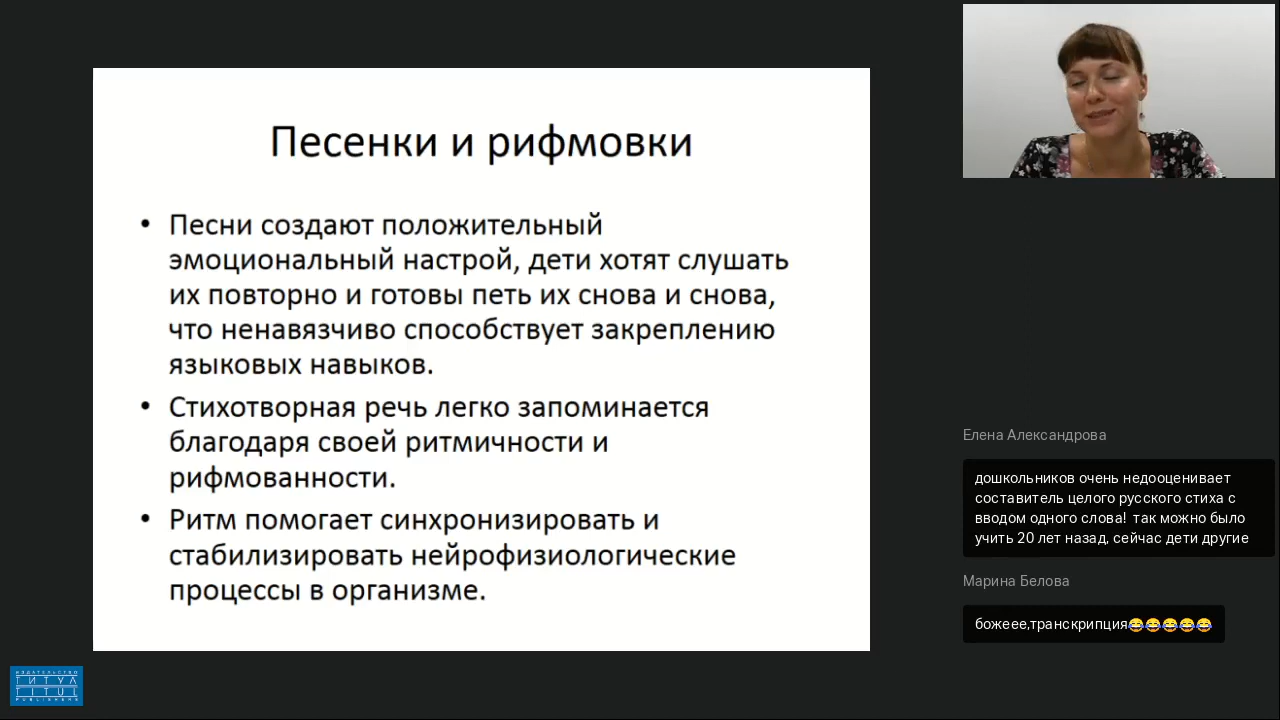 Песенки и рифмовки
• Песни создают положительный
эмоциональный настрой, дети хотят слушать
их повторно и готовы петь их снова и снова,
что ненавязчиво способствует закреплению
языковых навыков.
• Стихотворная речь легко запоминается
благодаря своей ритмичности и
рифмованности.
• Ритм помогает синхронизировать и
стабилизировать нейрофизиологические
процессы в организме.
Елена Александрова
дошкольников очень недооценивает
составитель целого русского стиха с
вводом одного слова! так можно было
учить 20 лет назад, сейчас дети другие
Марина Белова
божеее,транскрипция😂😂😂😂😂
ИЗДАТЕЛЬСТВО
ТИТУЛ
TITUL
PUBLISHERS